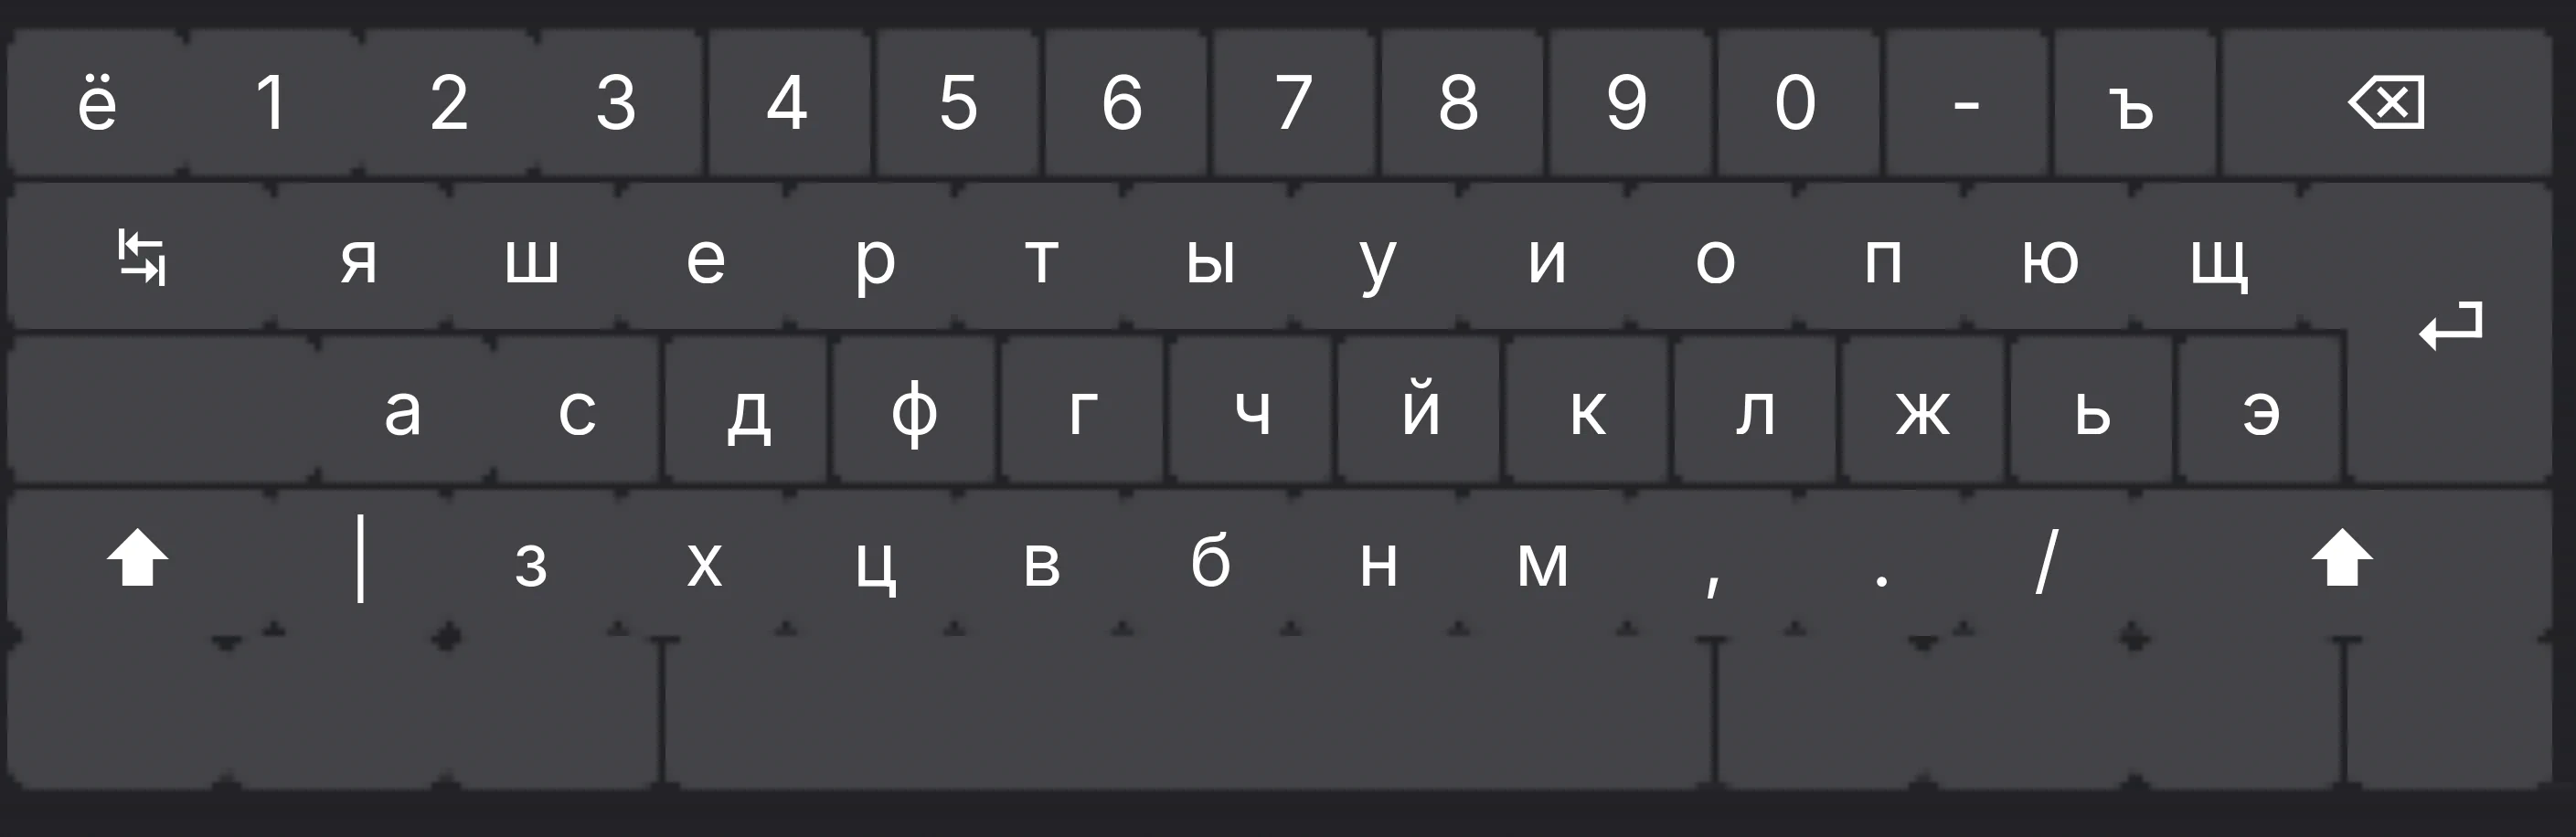 ё 1 2 3 4 5 6 7 8 9 0 - ъ
я ш е р т ы у и о п ю щ
а с д ф г ч й к л ж ь э
| з х ц в б н м , . /